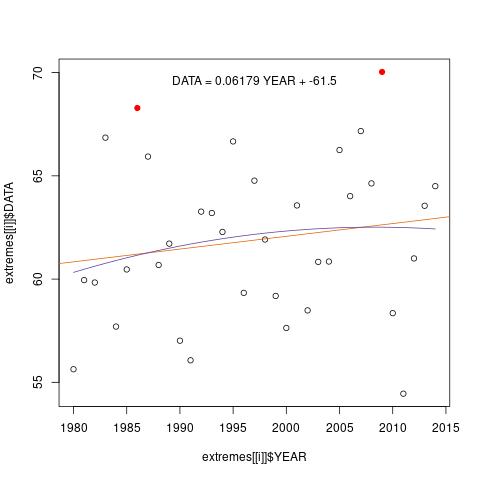 DATA = 0.06179 YEAR + -61.5
70
65
60
55
extremes[[i]]$DATA
1980 1985 1990 1995 2000 2005 2010 2015
extremes[[i]]$YEAR